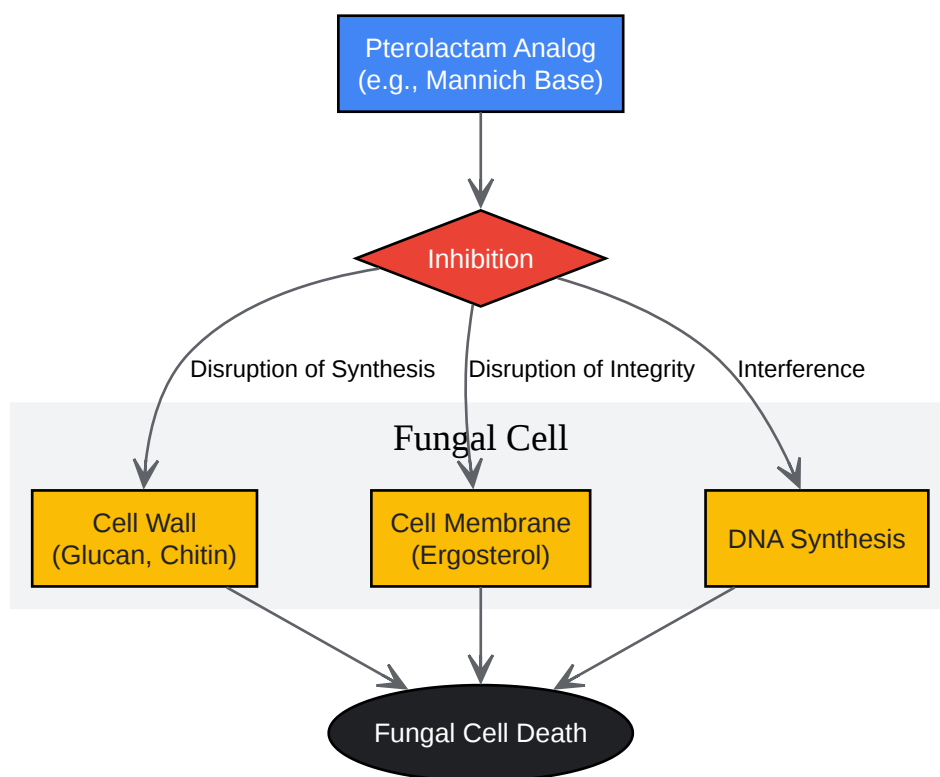 Pterolactam Analog
(e.g., Mannich Base)
Inhibition
Disruption of Synthesis
Disruption of Integrity
Interference
Fungal Cell
Cell Wall
(Glucan, Chitin)
Cell Membrane
(Ergosterol)
DNA Synthesis
Fungal Cell Death